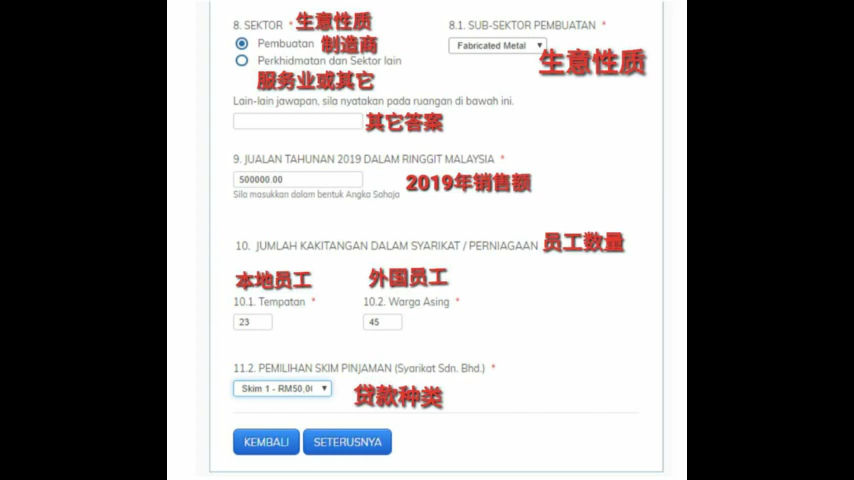 8. SEKTOR * 生意性质
8.1. SUB-SEKTOR PEMBUATAN *
Pembuatan 制造商
Fabricated Metal
生意性质
Perkhidmatan dan Sektor lain
服务业或其它
Lain-lain jawapan, sila nyatakan pada ruangan di bawah ini.
其它答案
9. JUALAN TAHUNAN 2019 DALAM RINGGIT MALAYSIA *
500000.00
2019年销售额
Sila masukkan dalam bentuk Angka Sahaja
10. JUMLAH KAKITANGAN DALAM SYARIKAT / PERNIAGAAN 员工数量
本地员工 外国员工
10.1. Tempatan * 10.2. Warga Asing *
23 45
11.2. PEMILIHAN SKIM PINJAMAN (Syarikat Sdn. Bhd.) *
Skim 1 - RM50,0
贷款种类
KEMBALI SETERUSNYA